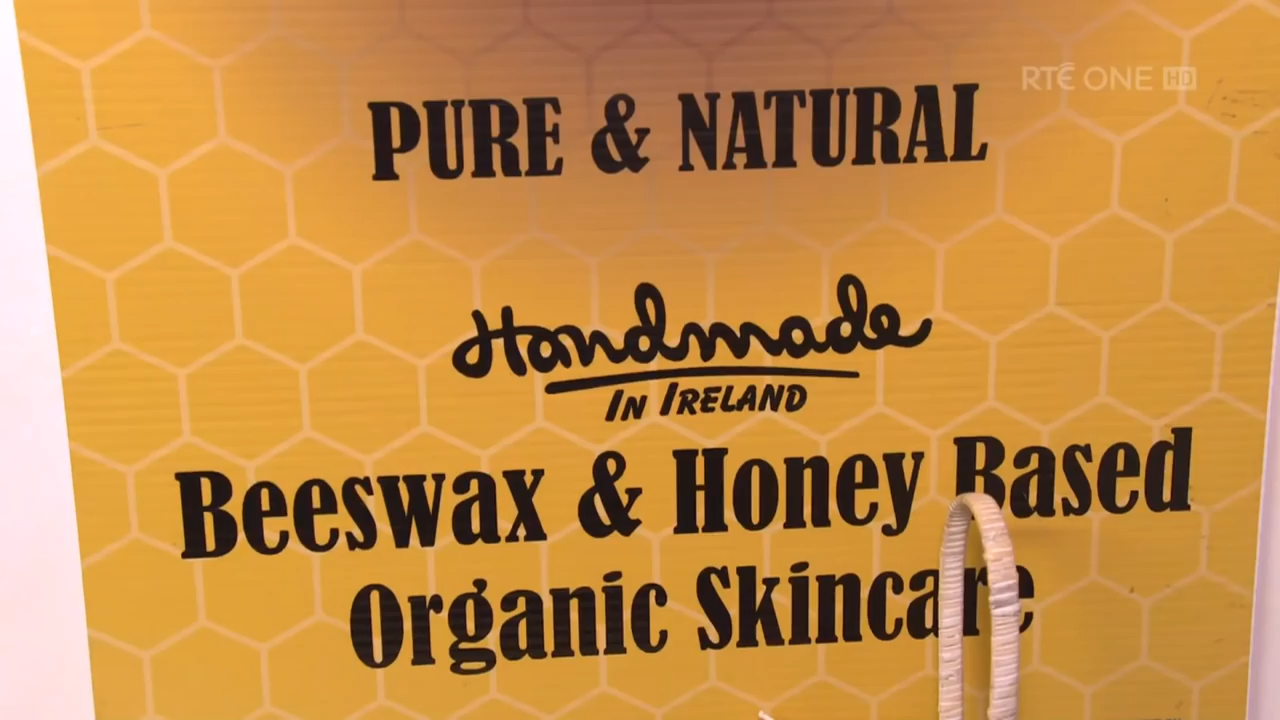 RTÉ ONE HD
PURE & NATURAL
Handmade
IN IRELAND
Beeswax & Honey Based
Organic Skincare